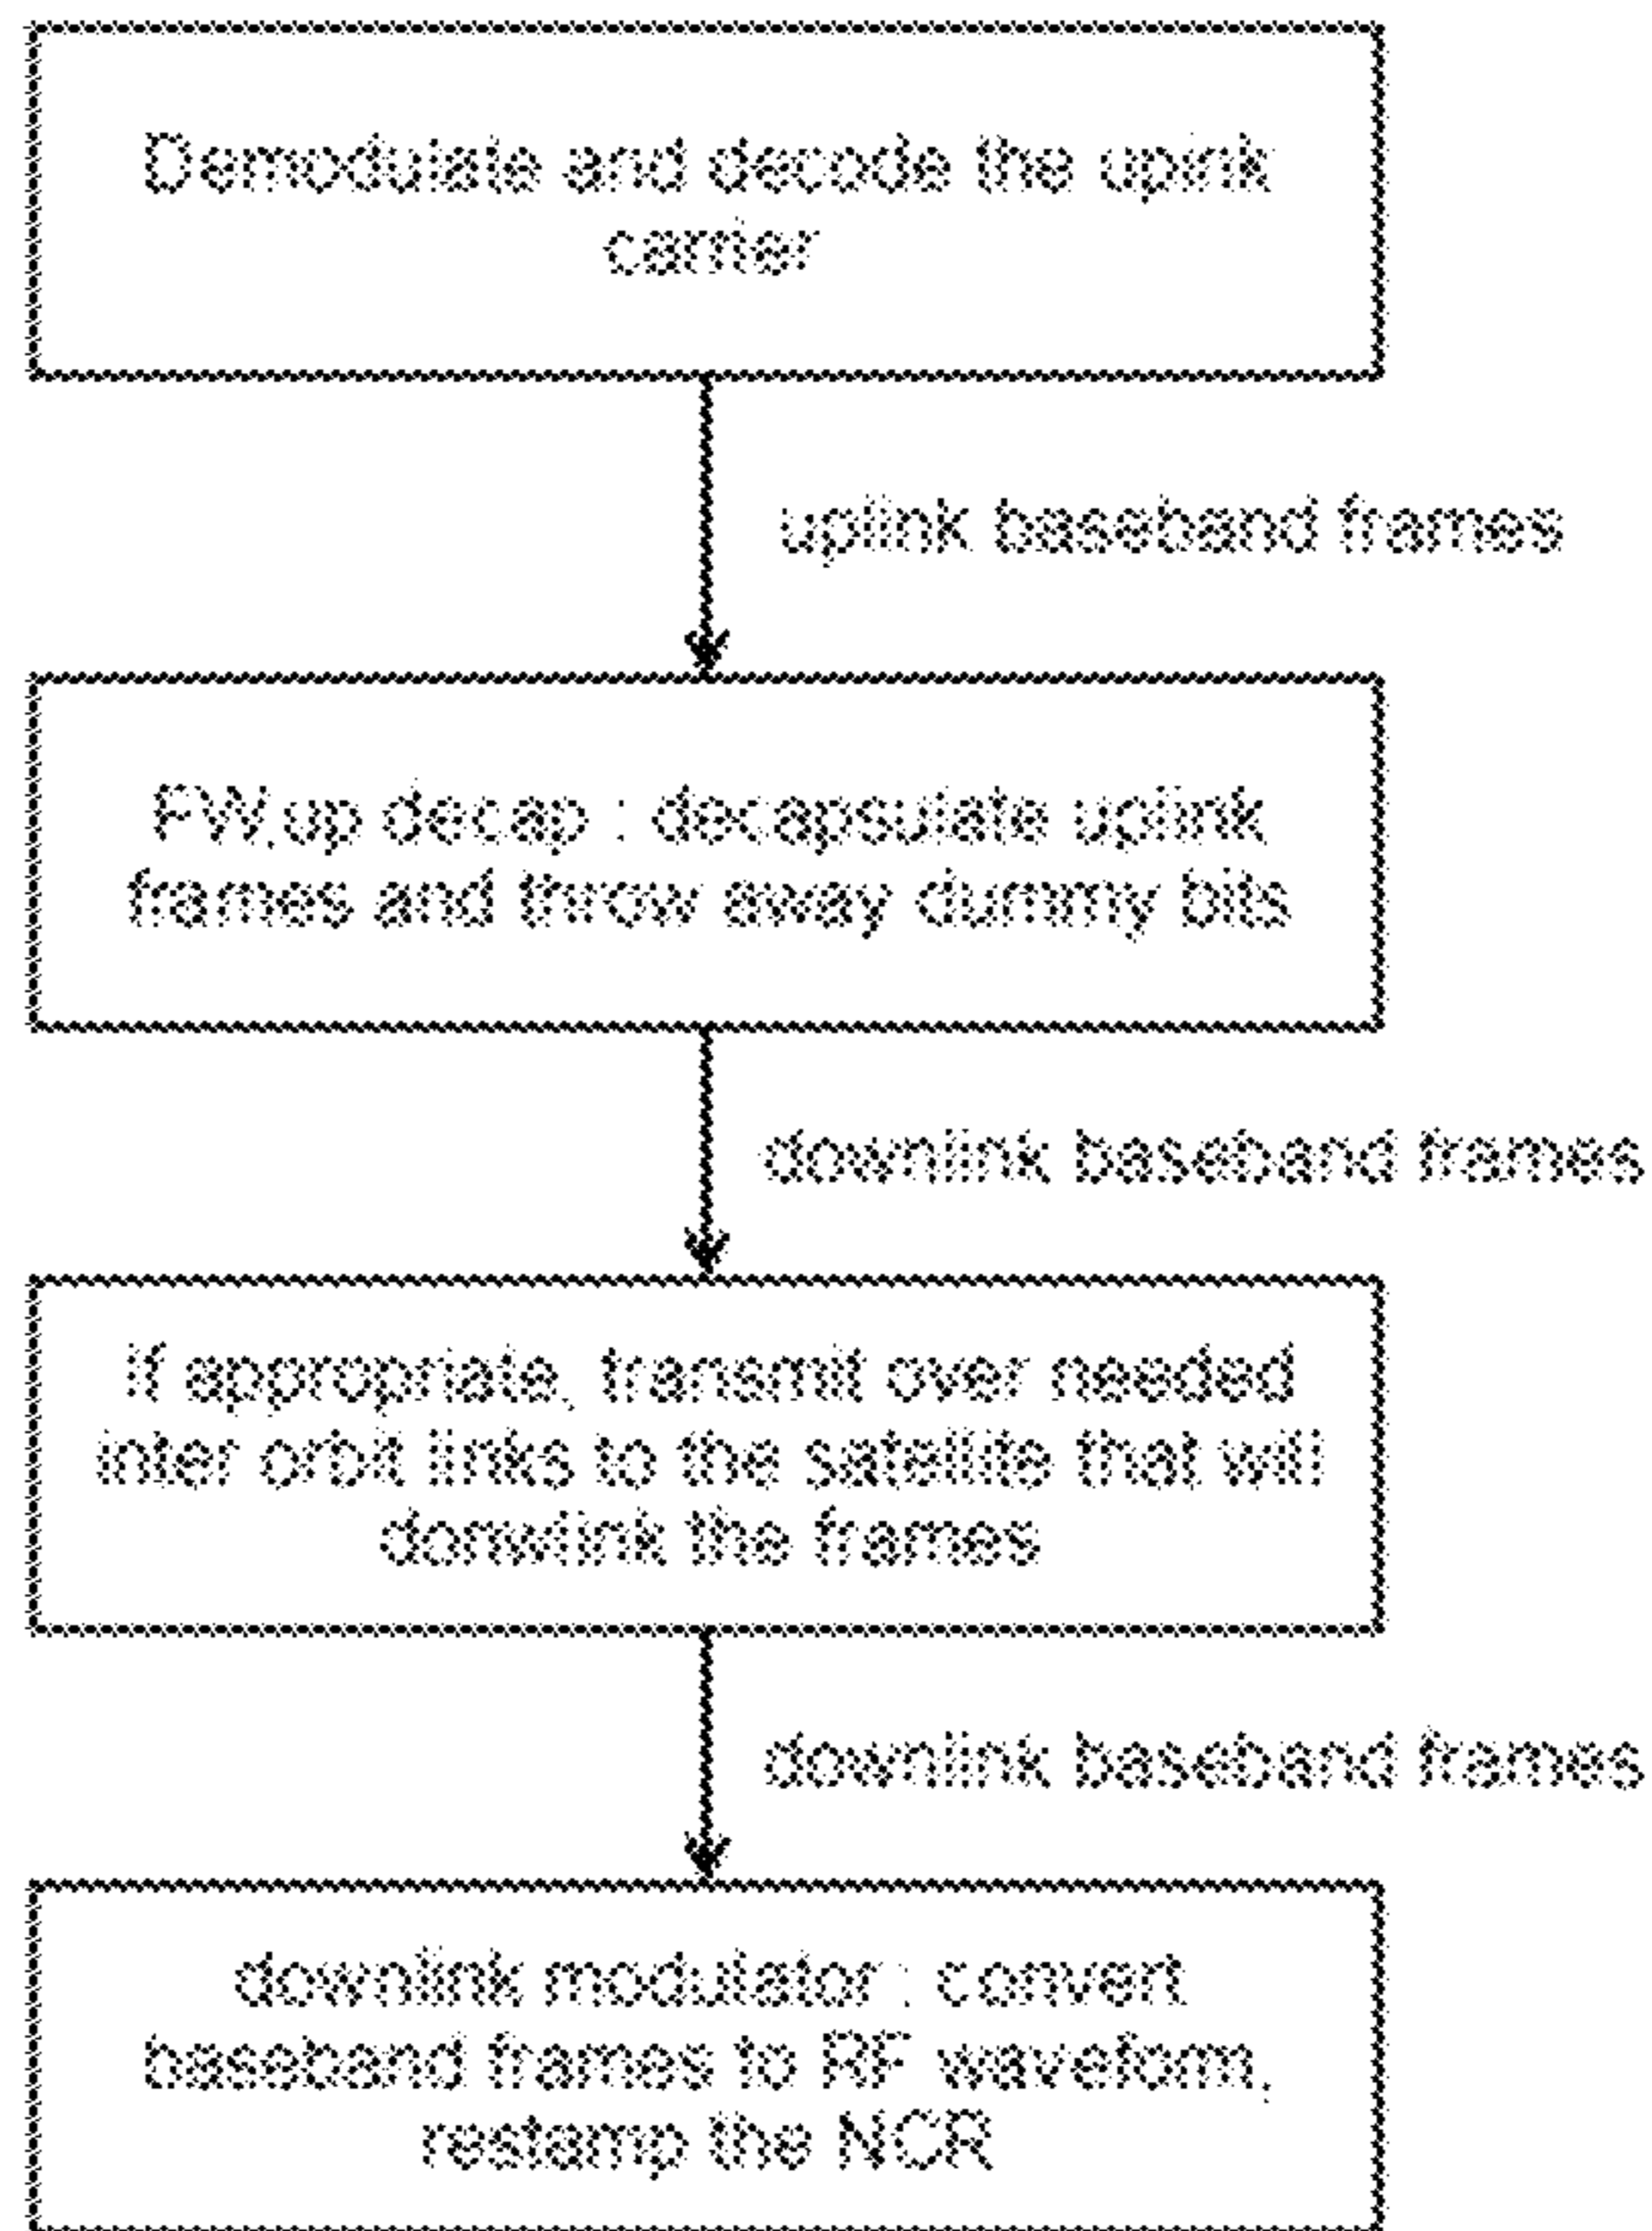 Demodulate and decode the upink
carrier
uplink baseband frames
FW.up decap : decapsulate uplink
frames and throw away dummy bits
downlink baseband frames
if appropriate, transmit over needed
inter orbit links to the satellite that will
donwlink the frames
downlink baseband frames
downlink modulator : convert
baseband frames to RF waveform,
restamp the NCR